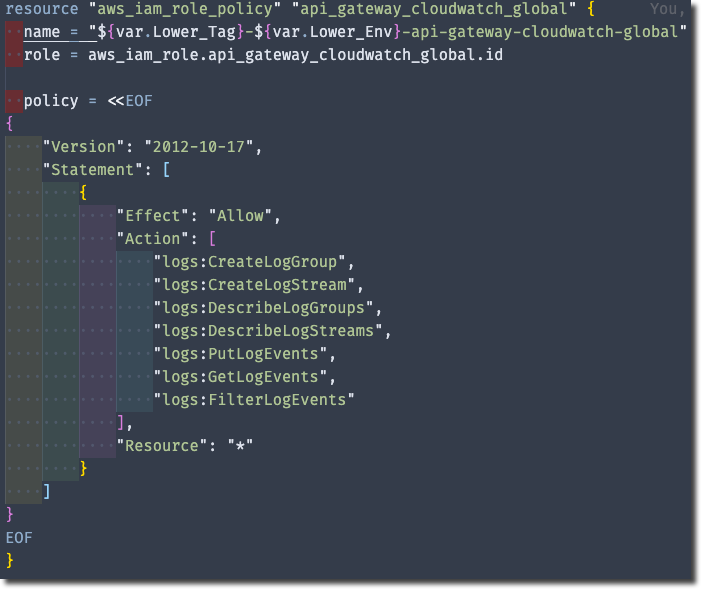 resource "aws_iam_role_policy" "api_gateway_cloudwatch_global" { You,
  name = "${var.Lower_Tag}-${var.Lower_Env}-api-gateway-cloudwatch-global"
  role = aws_iam_role.api_gateway_cloudwatch_global.id

  policy = <<EOF
{
    "Version": "2012-10-17",
    "Statement": [
        {
            "Effect": "Allow",
            "Action": [
                "logs:CreateLogGroup",
                "logs:CreateLogStream",
                "logs:DescribeLogGroups",
                "logs:DescribeLogStreams",
                "logs:PutLogEvents",
                "logs:GetLogEvents",
                "logs:FilterLogEvents"
            ],
            "Resource": "*"
        }
    ]
}
EOF
}